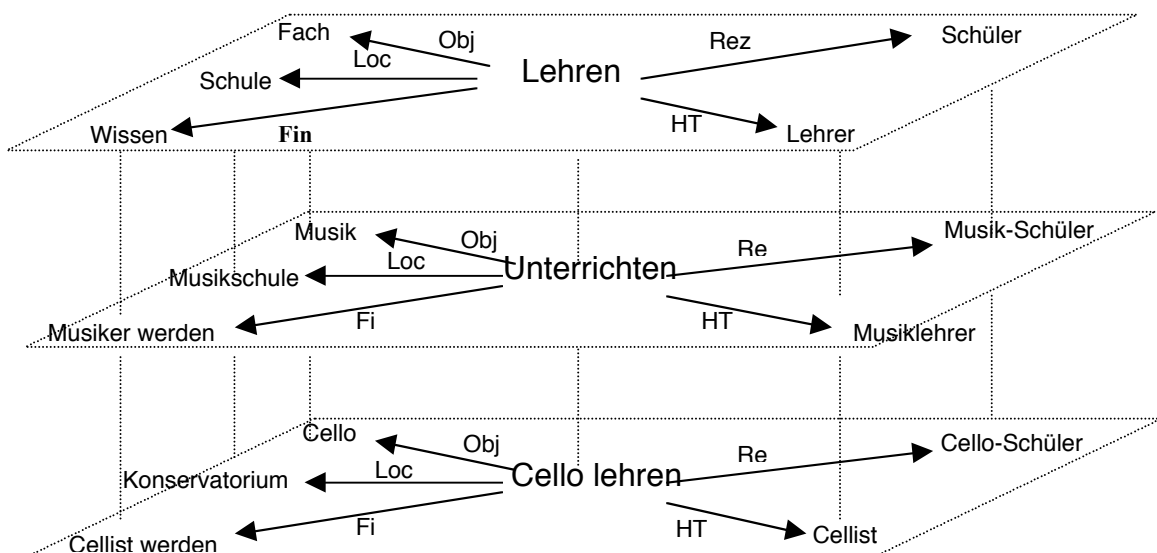 Fach Obj Rez Schüler
Loc Lehren
Schule
Wissen Fin HT Lehrer
Musik Obj Re Musik-Schüler
Loc Unterrichten
Musikschule
Musiker werden Fi HT Musiklehrer
Cello Obj Re Cello-Schüler
Loc Cello lehren
Konservatorium
Cellist werden Fi HT Cellist